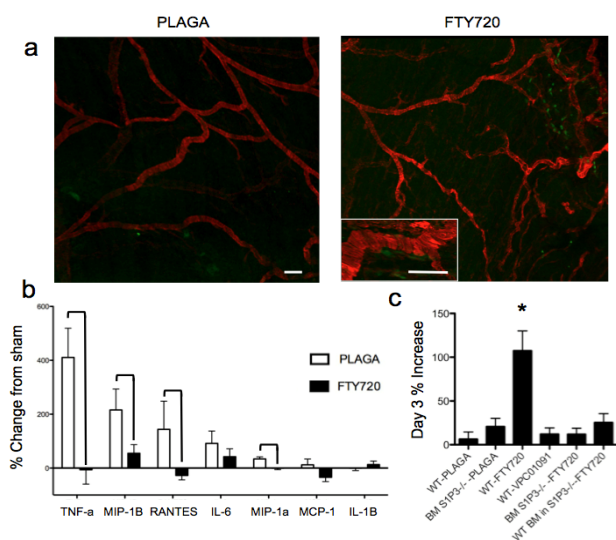 PLAGA
FTY720
a
b
% Change from sham
600
400
200
0
PLAGA
FTY720
TNF-a
MIP-1B
RANTES
IL-6
MIP-1a
MCP-1
IL-1B
c
Day 3 % Increase
150
100
50
0
*
WT-PLAGA
BM S1P3-/- -PLAGA
WT-FTY720
WT-VPC01091
BM S1P3-/--FTY720
WT BM in S1P3-/--FTY720